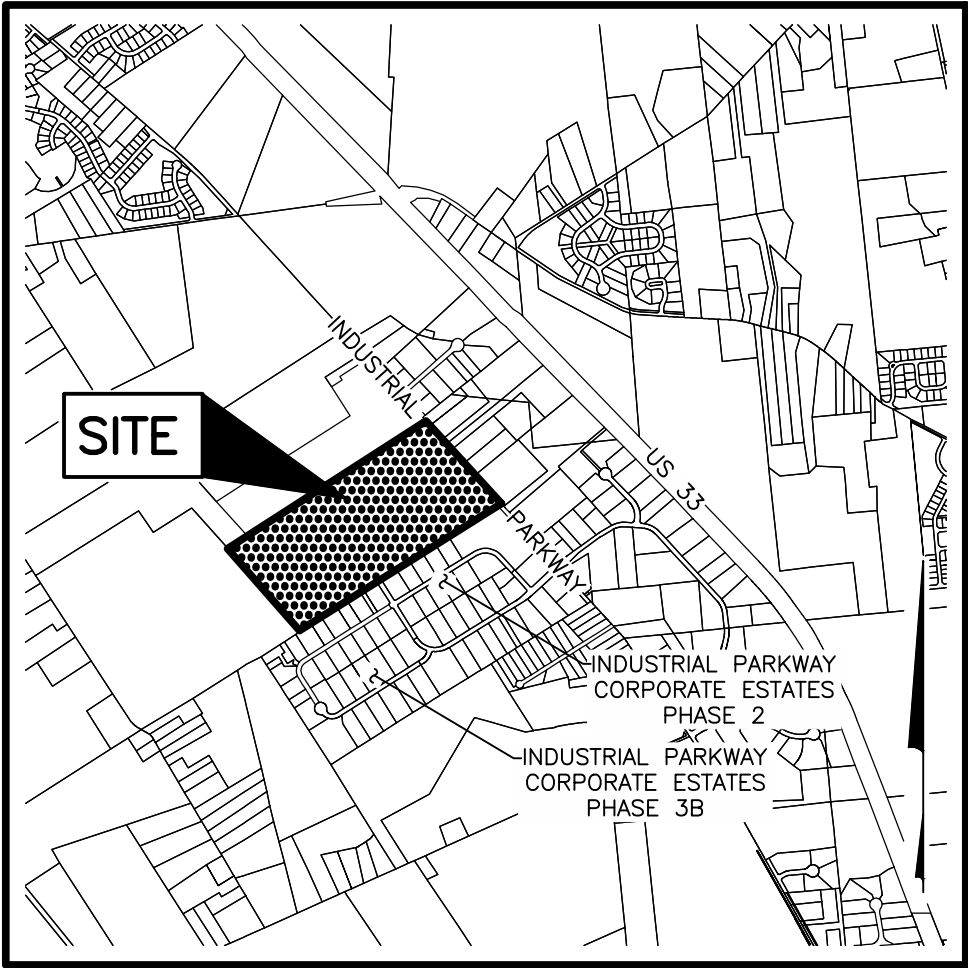 INDUSTRIAL
SITE
US 33
PARKWAY
INDUSTRIAL PARKWAY
CORPORATE ESTATES
PHASE 2
INDUSTRIAL PARKWAY
CORPORATE ESTATES
PHASE 3B